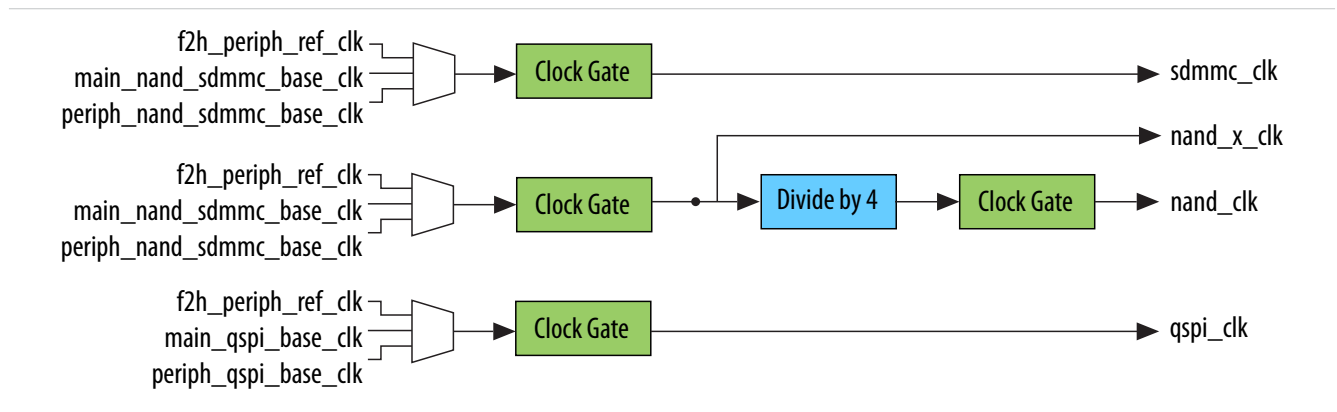 f2h_periph_ref_clk
main_nand_sdmmc_base_clk
periph_nand_sdmmc_base_clk
Clock Gate
sdmmc_clk
nand_x_clk
f2h_periph_ref_clk
main_nand_sdmmc_base_clk
periph_nand_sdmmc_base_clk
Clock Gate
Divide by 4
Clock Gate
nand_clk
f2h_periph_ref_clk
main_qspi_base_clk
periph_qspi_base_clk
Clock Gate
qspi_clk